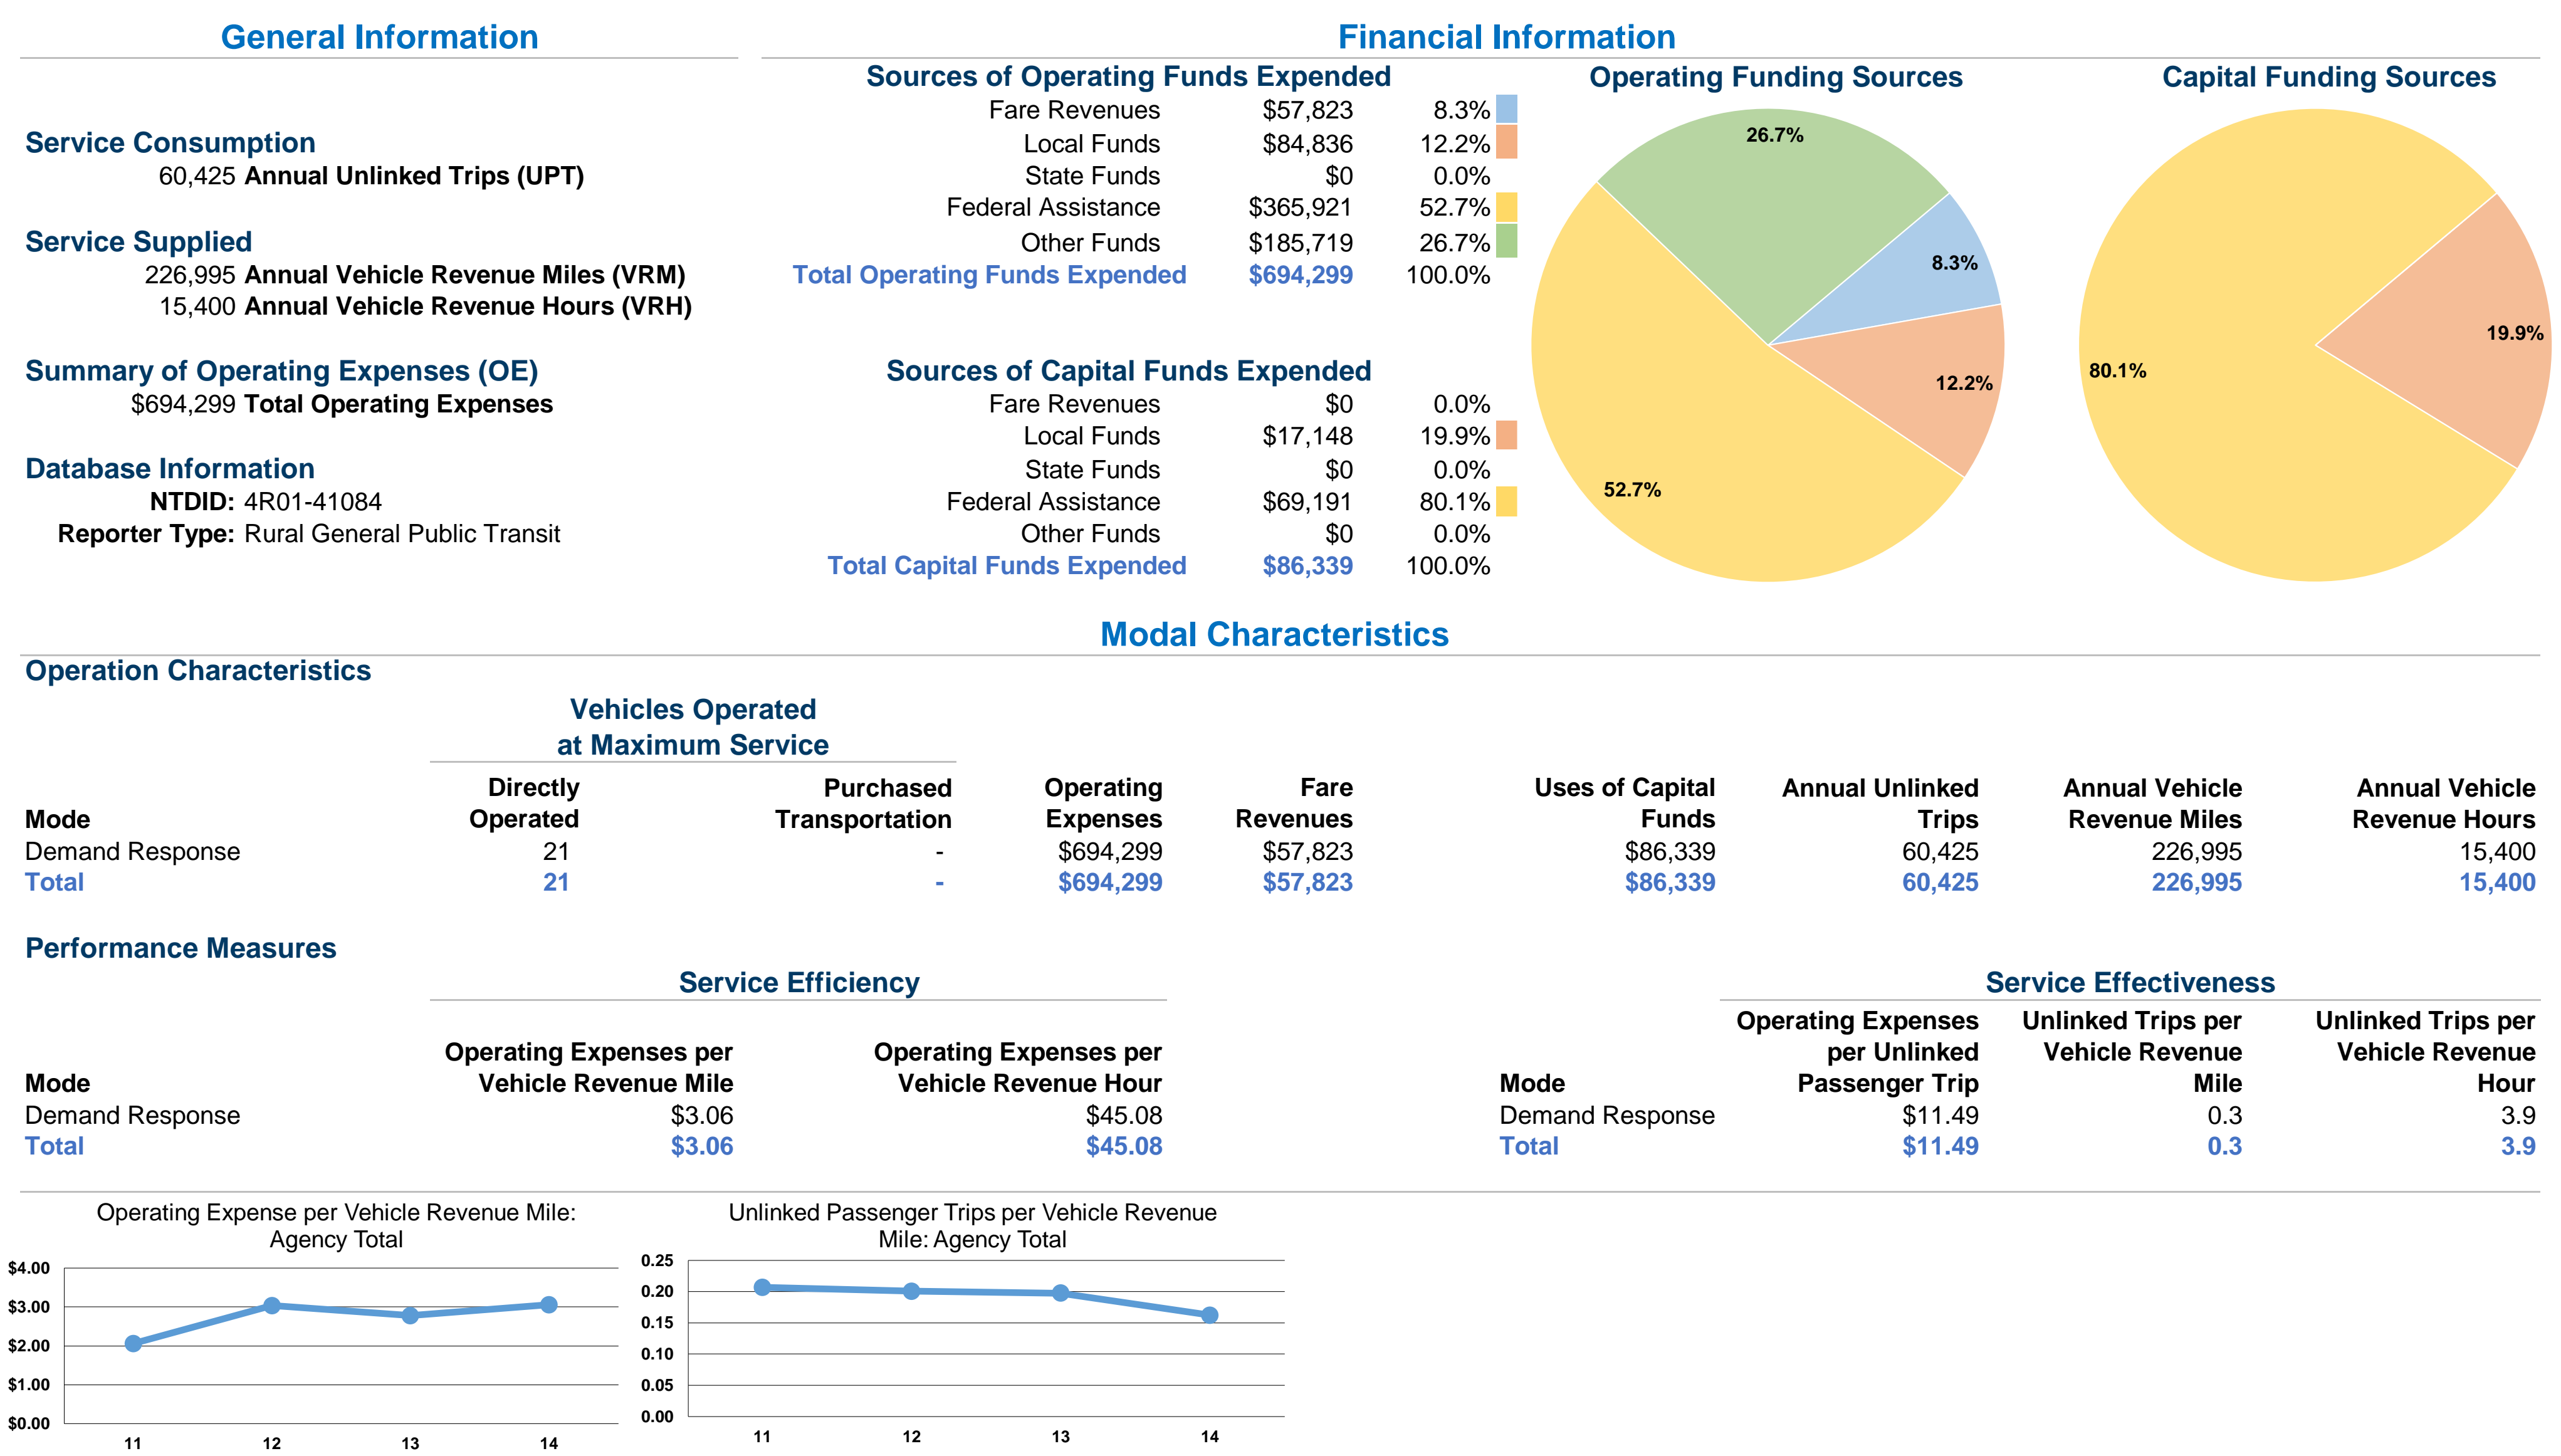 General Information
Financial Information
Sources of Operating Funds Expended
Operating Funding Sources
Capital Funding Sources
Fare Revenues $57,823 8.3%
Service Consumption
Local Funds $84,836 12.2%
60,425 Annual Unlinked Trips (UPT)
State Funds $0 0.0%
Federal Assistance $365,921 52.7%
Service Supplied
Other Funds $185,719 26.7%
226,995 Annual Vehicle Revenue Miles (VRM)
Total Operating Funds Expended $694,299 100.0%
15,400 Annual Vehicle Revenue Hours (VRH)
26.7%
8.3%
12.2%
52.7%
19.9%
80.1%
Summary of Operating Expenses (OE)
Sources of Capital Funds Expended
$694,299 Total Operating Expenses
Fare Revenues $0 0.0%
Local Funds $17,148 19.9%
Database Information
State Funds $0 0.0%
NTDID: 4R01-41084
Federal Assistance $69,191 80.1%
Reporter Type: Rural General Public Transit
Other Funds $0 0.0%
Total Capital Funds Expended $86,339 100.0%
Modal Characteristics
Operation Characteristics
Vehicles Operated
at Maximum Service
Directly Purchased Operating Fare Uses of Capital Annual Unlinked Annual Vehicle Annual Vehicle
Mode Operated Transportation Expenses Revenues Funds Trips Revenue Miles Revenue Hours
Demand Response 21 - $694,299 $57,823 $86,339 60,425 226,995 15,400
Total 21 - $694,299 $57,823 $86,339 60,425 226,995 15,400
Performance Measures
Service Efficiency
Service Effectiveness
Operating Expenses Unlinked Trips per Unlinked Trips per
Operating Expenses per Operating Expenses per per Unlinked Vehicle Revenue Vehicle Revenue
Mode Vehicle Revenue Mile Vehicle Revenue Hour Mode Passenger Trip Mile Hour
Demand Response $3.06 $45.08 Demand Response $11.49 0.3 3.9
Total $3.06 $45.08 Total $11.49 0.3 3.9
Operating Expense per Vehicle Revenue Mile:
Agency Total
$4.00
$3.00
$2.00
$1.00
$0.00
11 12 13 14
Unlinked Passenger Trips per Vehicle Revenue
Mile: Agency Total
0.25
0.20
0.15
0.10
0.05
0.00
11 12 13 14